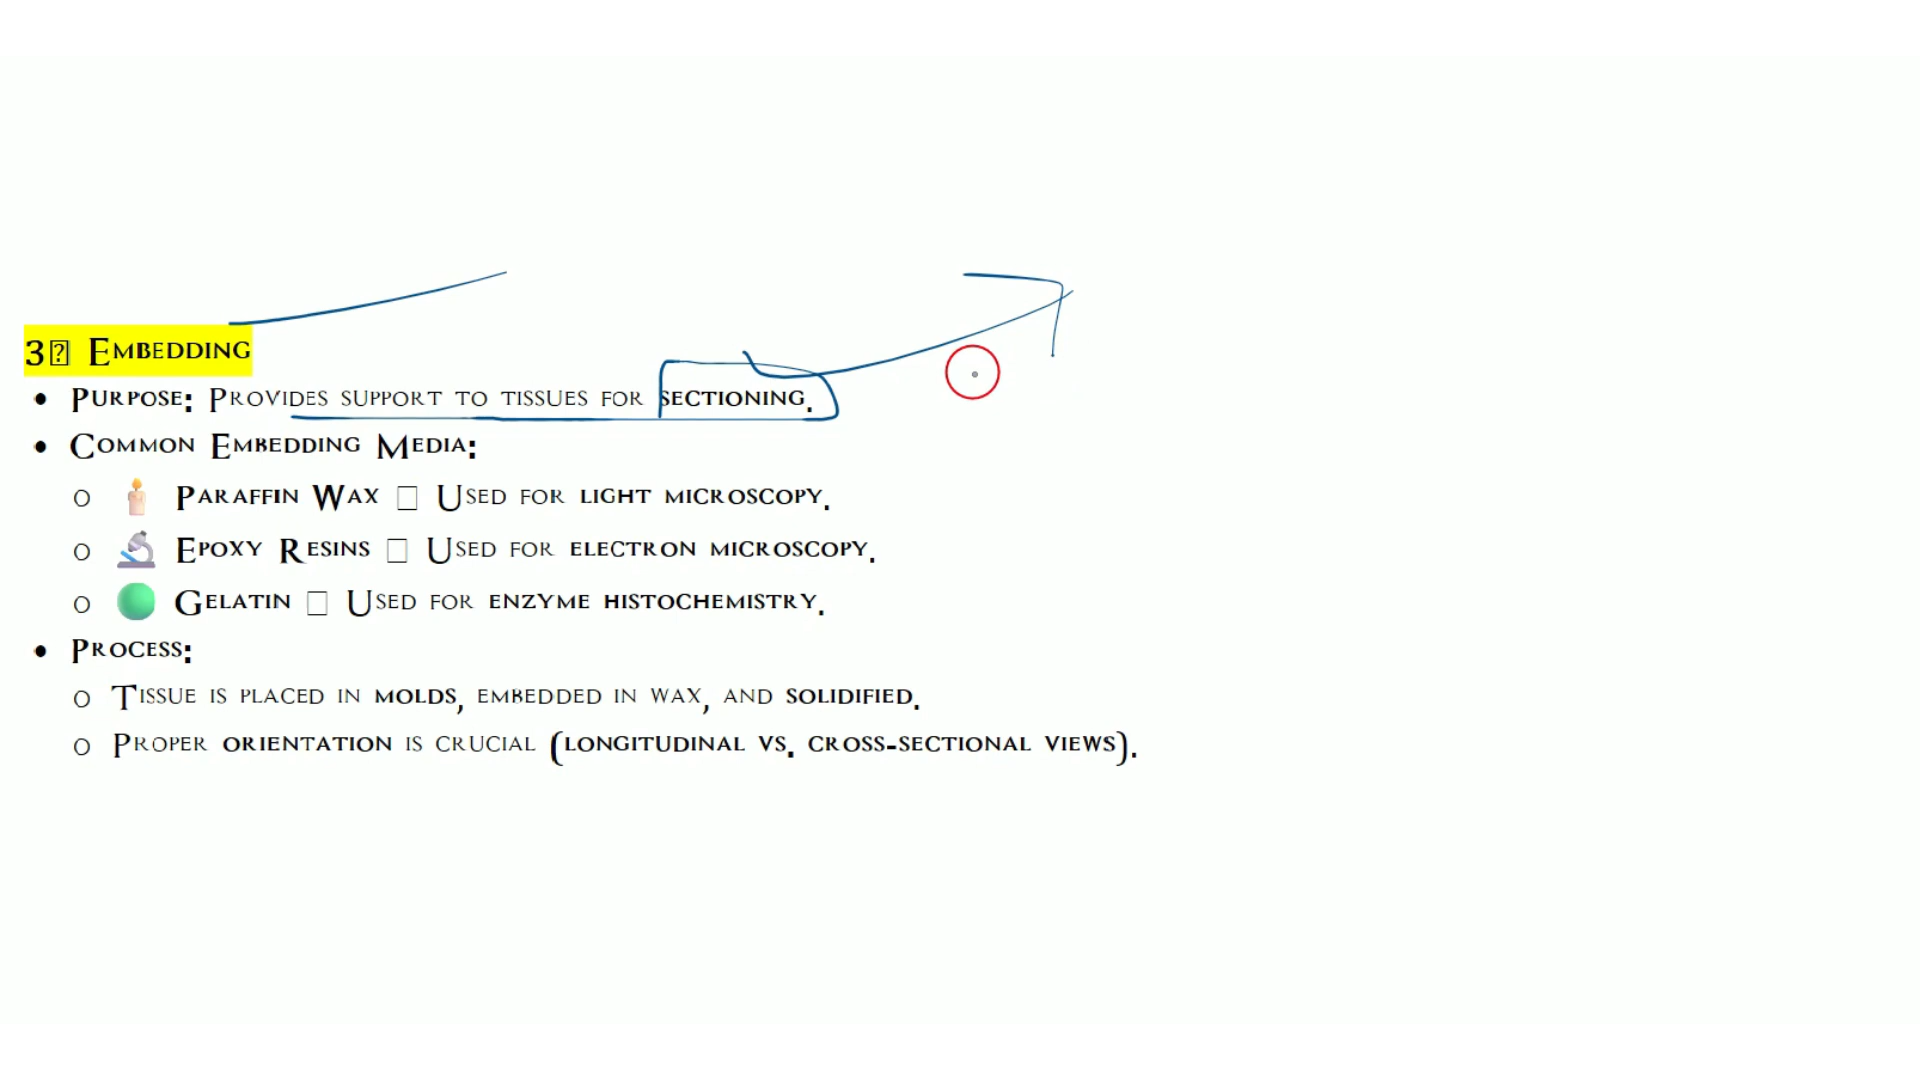 3 Embedding
• Purpose: Provides support to tissues for sectioning.
• Common Embedding Media:
o Paraffin Wax □ Used for light microscopy.
o Epoxy Resins □ Used for electron microscopy.
o Gelatin □ Used for enzyme histochemistry.
• Process:
o Tissue is placed in molds, embedded in wax, and solidified.
o Proper orientation is crucial (longitudinal vs. cross-sectional views).